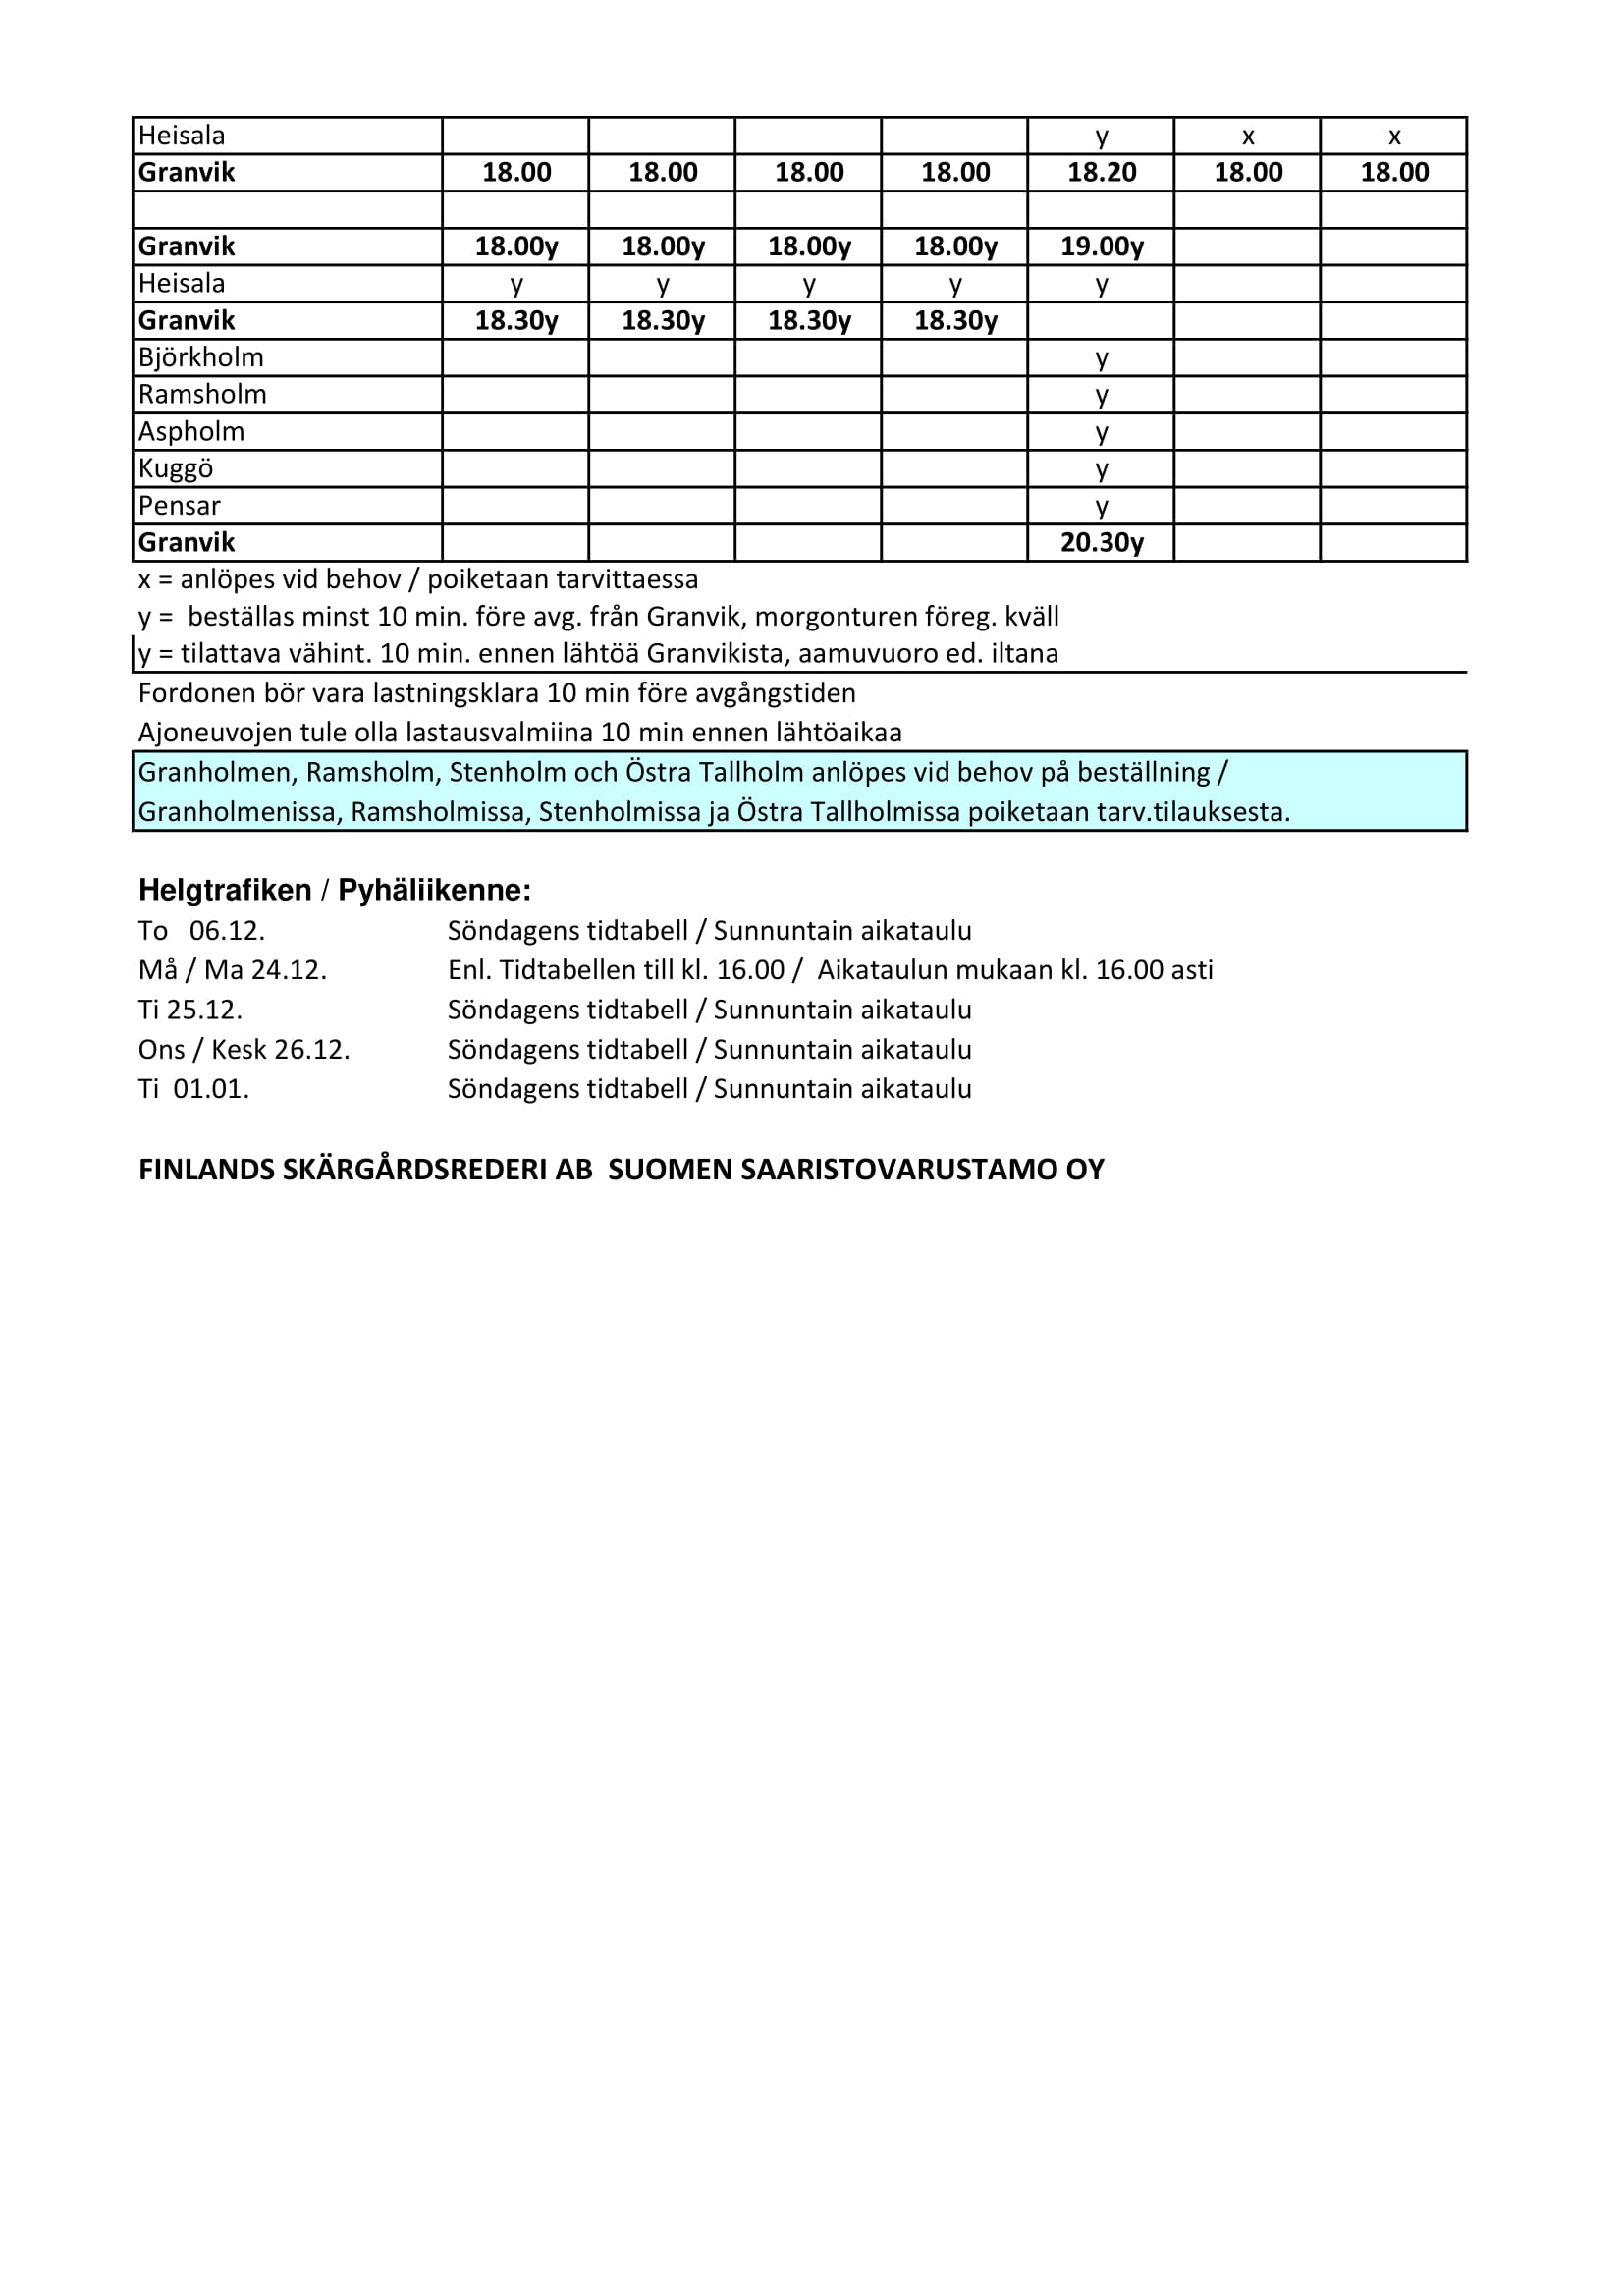 Heisala y x x
Granvik 18.00 18.00 18.00 18.00 18.20 18.00 18.00
Granvik 18.00y 18.00y 18.00y 18.00y 19.00y
Heisala y y y y y
Granvik 18.30y 18.30y 18.30y 18.30y
Björkholm y
Ramsholm y
Aspholm y
Kuggö y
Pensar y
Granvik 20.30y
x = anlöpes vid behov / poiketaan tarvittaessa
y = beställas minst 10 min. före avg. från Granvik, morgonturen föreg. kväll
y = tilattava vähint. 10 min. ennen lähtöä Granvikista, aamuvuoro ed. iltana
Fordonen bör vara lastningsklara 10 min före avgångstiden
Ajoneuvojen tule olla lastausvalmiina 10 min ennen lähtöaikaa
Granholmen, Ramsholm, Stenholm och Östra Tallholm anlöpes vid behov på beställning /
Granholmenissa, Ramsholmissa, Stenholmissa ja Östra Tallholmissa poiketaan tarv.tilauksesta.
Helgtrafiken / Pyhäliikenne:
To 06.12. Söndagens tidtabell / Sunnuntain aikataulu
Må / Ma 24.12. Enl. Tidtabellen till kl. 16.00 / Aikataulun mukaan kl. 16.00 asti
Ti 25.12. Söndagens tidtabell / Sunnuntain aikataulu
Ons / Kesk 26.12. Söndagens tidtabell / Sunnuntain aikataulu
Ti 01.01. Söndagens tidtabell / Sunnuntain aikataulu
FINLANDS SKÄRGÅRDSREDERI AB SUOMEN SAARISTOVARUSTAMO OY